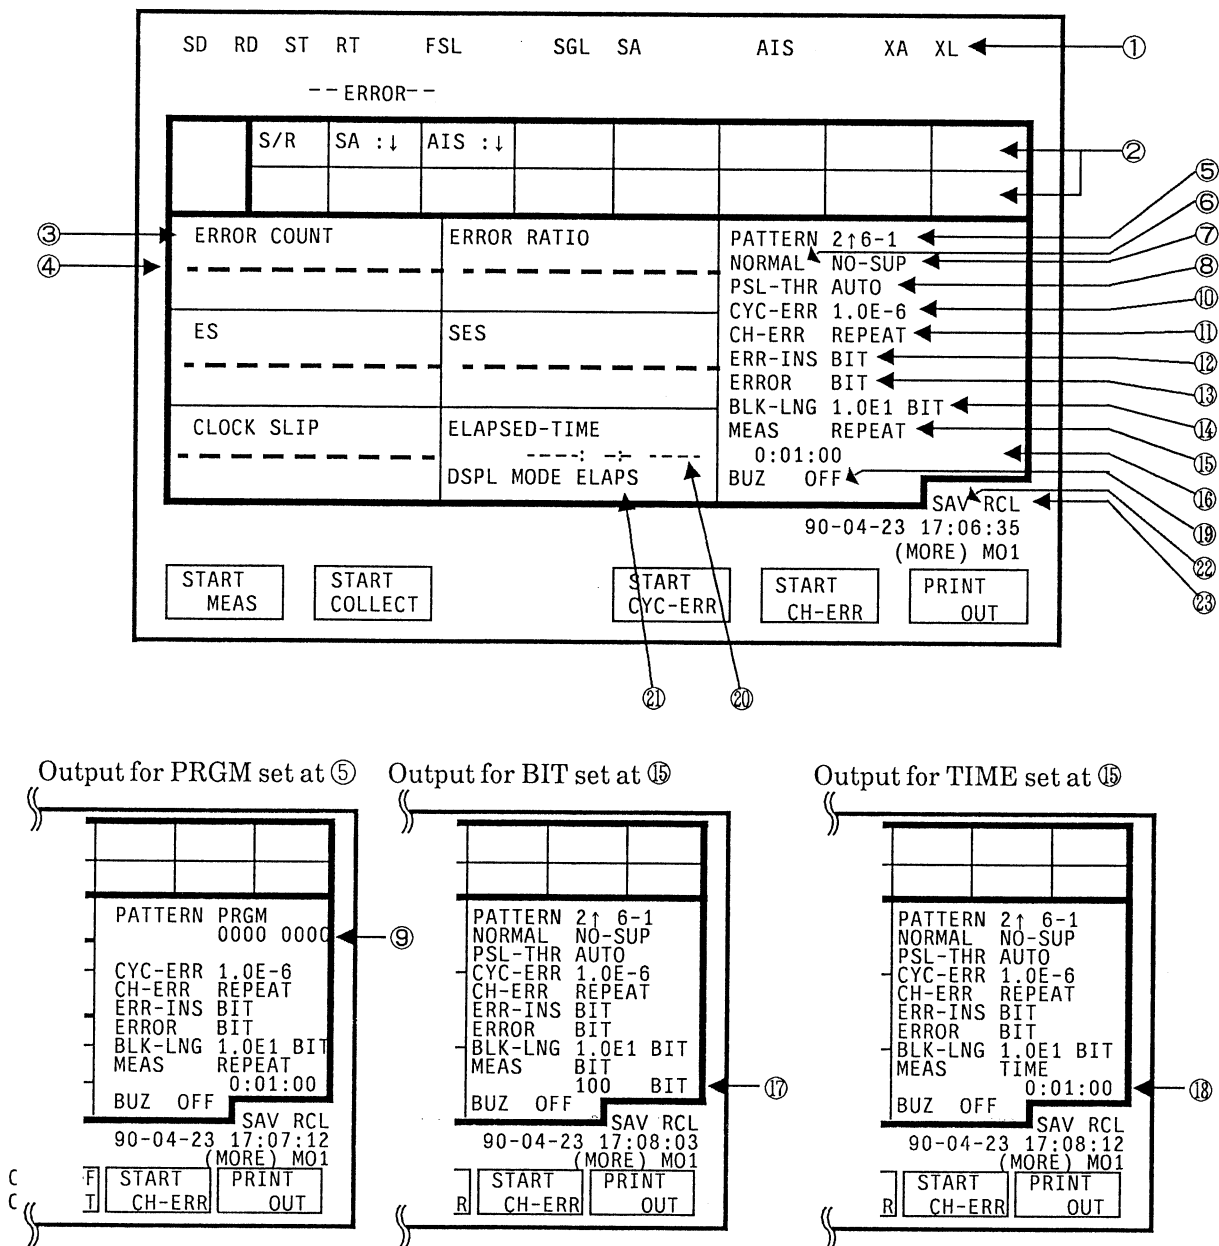 SD RD ST RT FSL SGL SA AIS XA XL ①
--ERROR--
S/R SA :↓ AIS :↓ ②
③ ERROR COUNT ERROR RATIO PATTERN 2↑6-1 ⑤
⑥
④ NORMAL NO-SUP ⑦
PSL-THR AUTO ⑧
CYC-ERR 1.0E-6 ⑩
ES SES CH-ERR REPEAT ⑪
ERR-INS BIT ⑫
ERROR BIT ⑬
BLK-LNG 1.0E1 BIT ⑭
CLOCK SLIP ELAPSED-TIME MEAS REPEAT ⑮
----: -:- ---- 0:01:00 ⑯
DSPL MODE ELAPS BUZ OFF ⑲
SAV RCL ㉒
90-04-23 17:06:35
(MORE) MO1
START MEAS
START COLLECT
START CYC-ERR
START CH-ERR
PRINT OUT
㉓
㉑ ⑳
Output for PRGM set at ⑤
PATTERN PRGM
0000 0000 ⑨
CYC-ERR 1.0E-6
CH-ERR REPEAT
ERR-INS BIT
ERROR BIT
BLK-LNG 1.0E1 BIT
MEAS REPEAT
0:01:00
BUZ OFF
SAV RCL
90-04-23 17:07:12
(MORE) MO1
C F START PRINT
C T CH-ERR OUT
Output for BIT set at ⑮
PATTERN 2↑ 6-1
NORMAL NO-SUP
PSL-THR AUTO
CYC-ERR 1.0E-6
CH-ERR REPEAT
ERR-INS BIT
ERROR BIT
BLK-LNG 1.0E1 BIT
MEAS BIT
100 BIT ⑰
BUZ OFF
SAV RCL
90-04-23 17:08:03
(MORE) MO1
START PRINT
R CH-ERR OUT
Output for TIME set at ⑮
PATTERN 2↑ 6-1
NORMAL NO-SUP
PSL-THR AUTO
CYC-ERR 1.0E-6
CH-ERR REPEAT
ERR-INS BIT
ERROR BIT
BLK-LNG 1.0E1 BIT
MEAS TIME
0:01:00 ⑱
BUZ OFF
SAV RCL
90-04-23 17:08:12
(MORE) MO1
START PRINT
R CH-ERR OUT